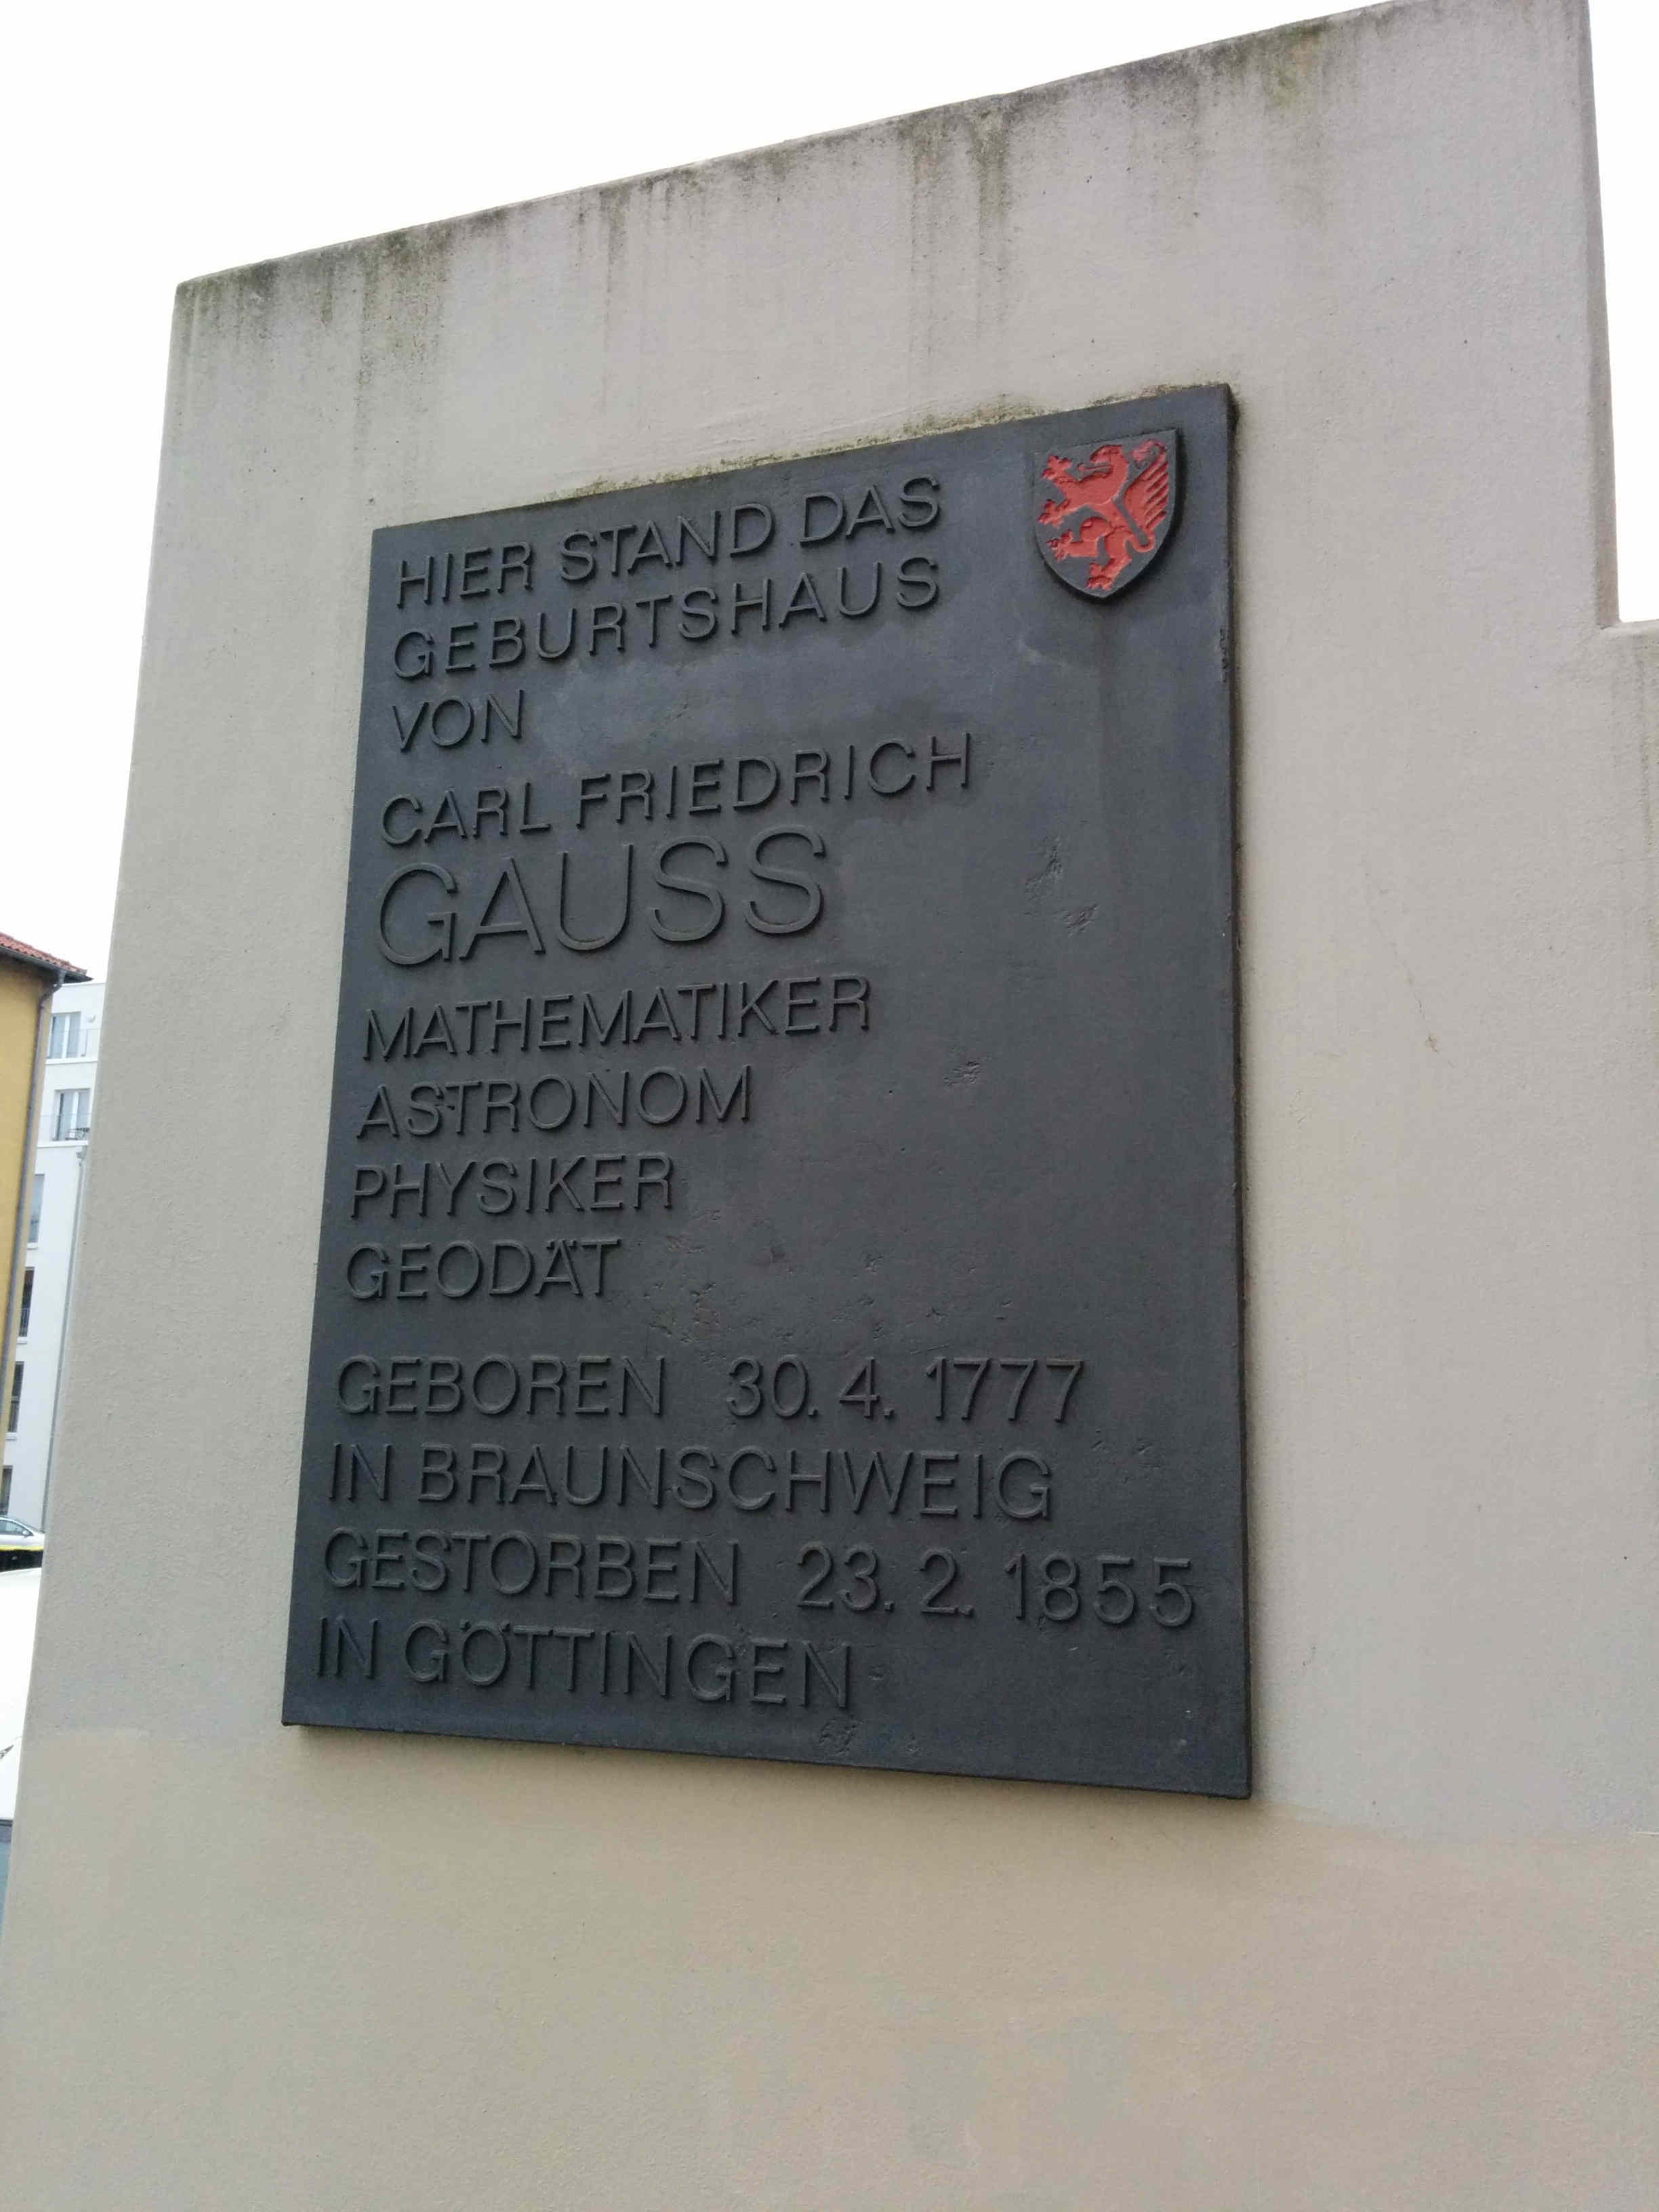 HIER STAND DAS
GEBURTSHAUS
VON
CARL FRIEDRICH
GAUSS
MATHEMATIKER
ASTRONOM
PHYSIKER
GEODÄT
GEBOREN 30. 4. 1777
IN BRAUNSCHWEIG
GESTORBEN 23. 2. 1855
IN GÖTTINGEN